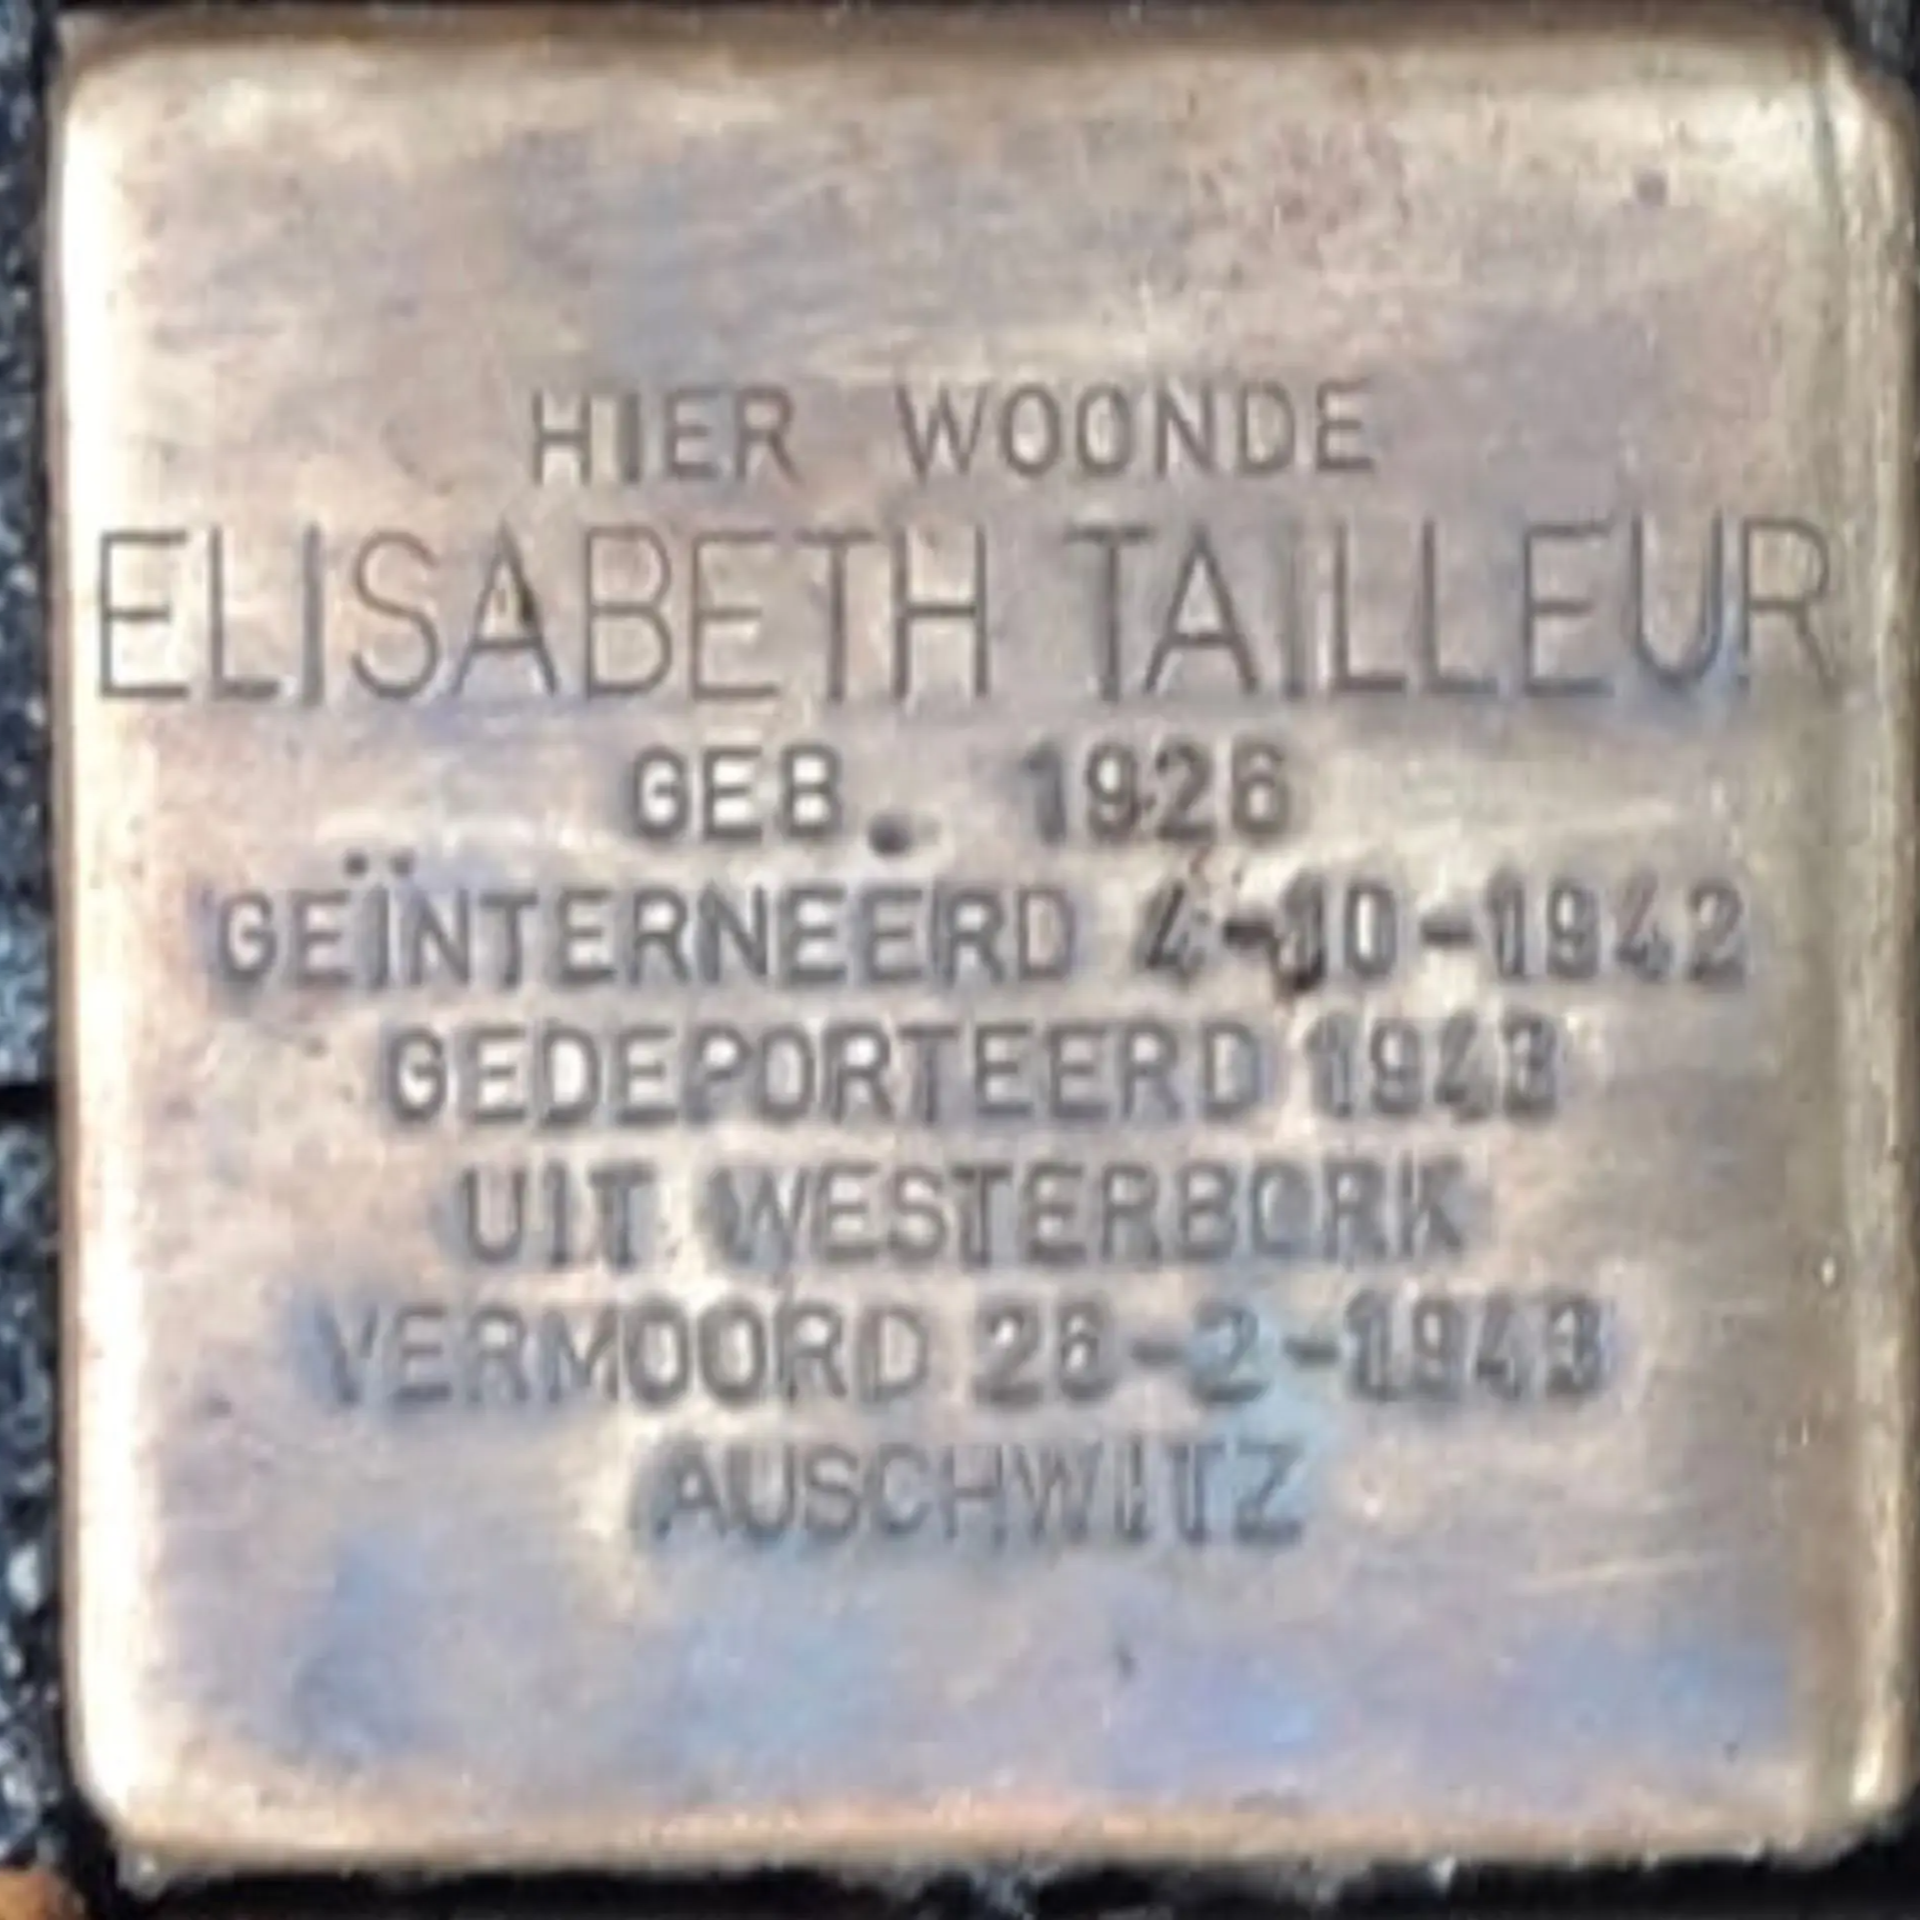 HIER WOONDE
ELISABETH TAILLEUR
GEB. 1926
GEÏNTERNEERD 4-10-1942
GEDEPORTEERD 1943
UIT WESTERBORK
VERMOORD 26-2-1943
AUSCHWITZ